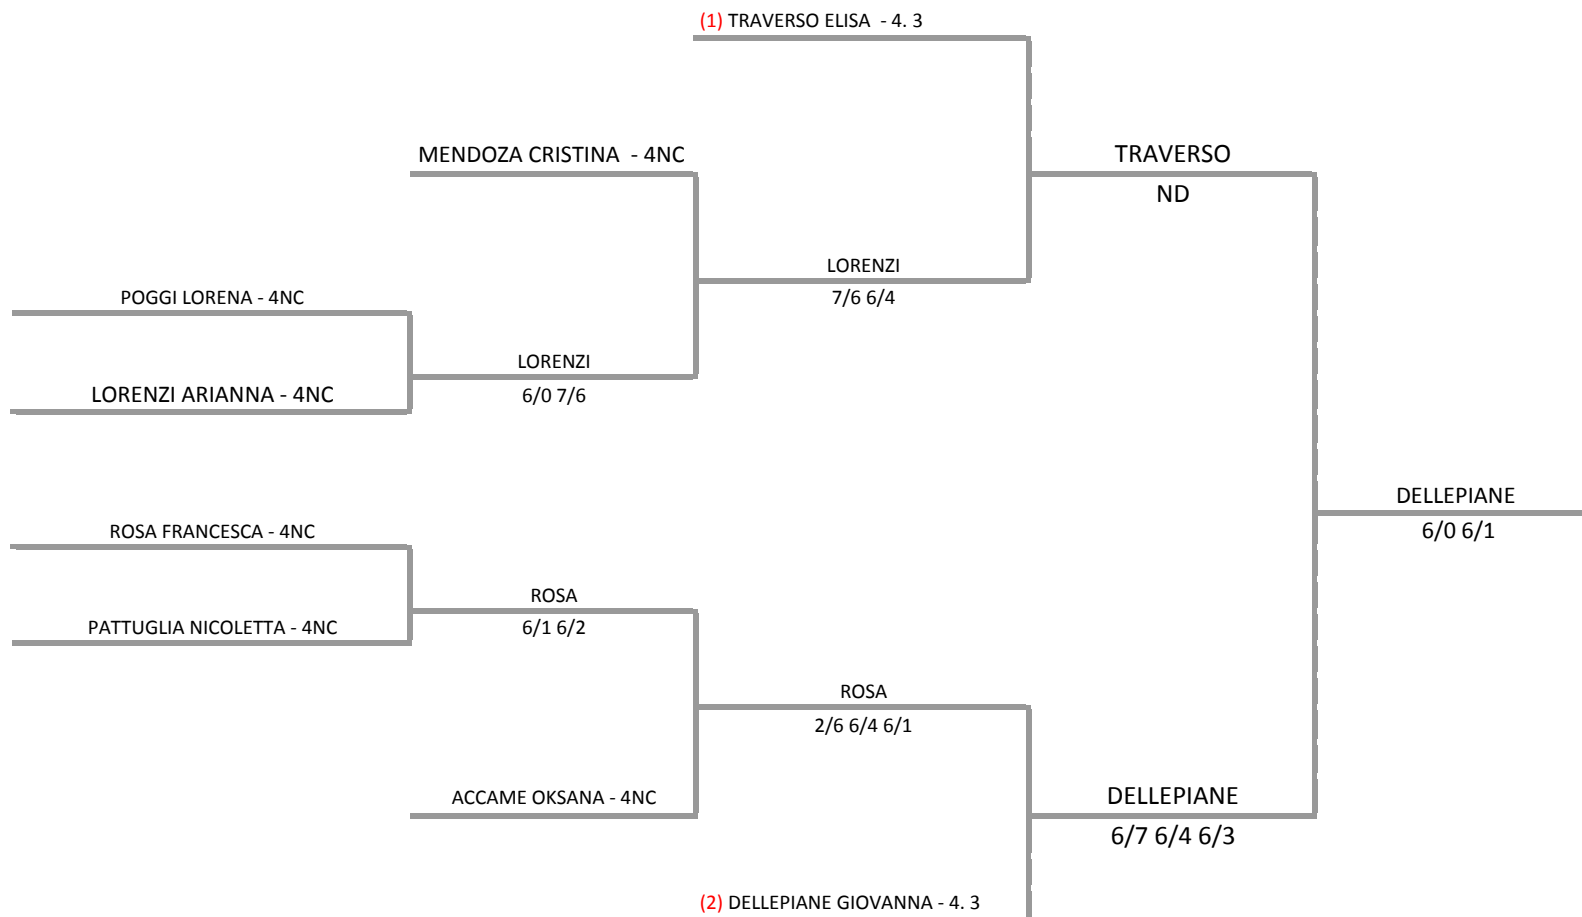 (1) TRAVERSO ELISA - 4. 3
MENDOZA CRISTINA - 4NC
TRAVERSO
ND
LORENZI
7/6 6/4
POGGI LORENA - 4NC
LORENZI
6/0 7/6
LORENZI ARIANNA - 4NC
DELLEPIANE
6/0 6/1
ROSA FRANCESCA - 4NC
ROSA
6/1 6/2
PATTUGLIA NICOLETTA - 4NC
ROSA
2/6 6/4 6/1
ACCAME OKSANA - 4NC
DELLEPIANE
6/7 6/4 6/3
(2) DELLEPIANE GIOVANNA - 4. 3